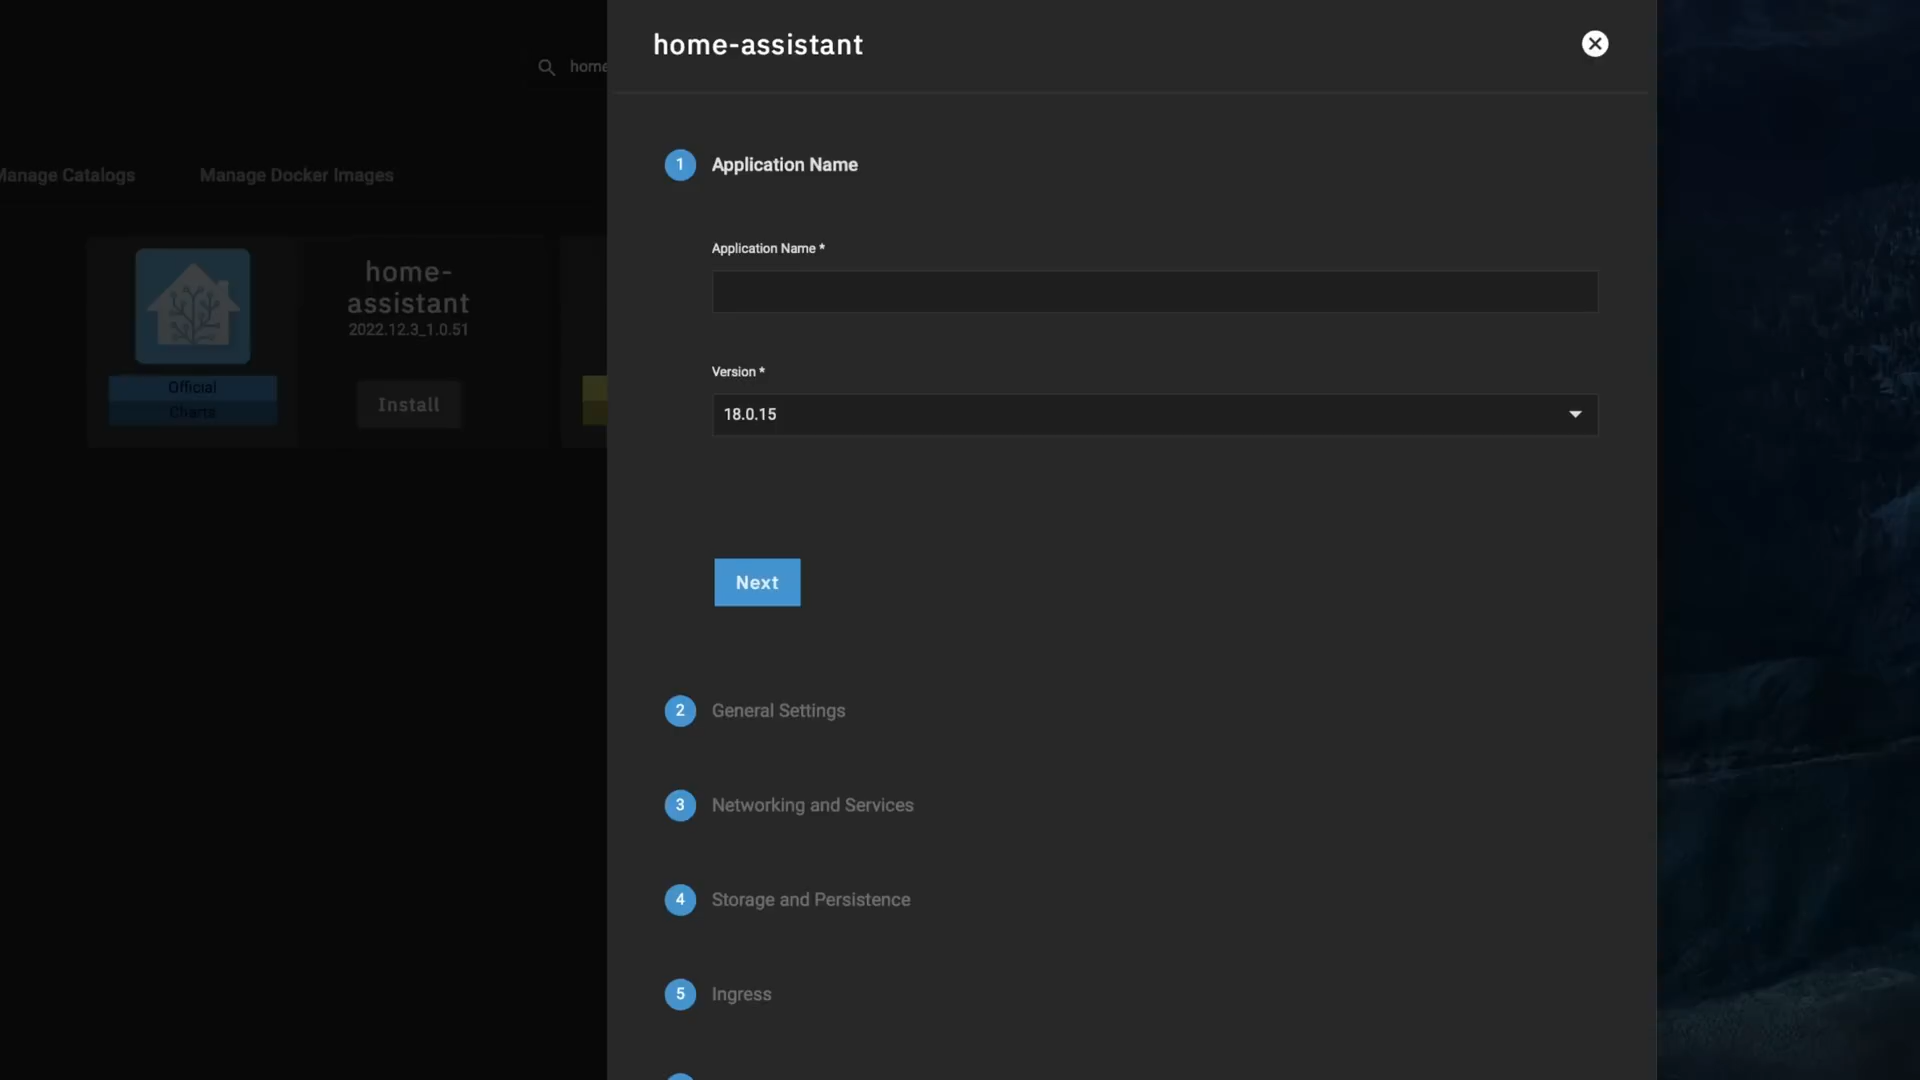 home-assistant
home
Manage Catalogs
Manage Docker Images
1 Application Name
Application Name *
home-
assistant
2022.12.3_1.0.51
Version *
18.0.15
Official
Charts
Install
Next
2 General Settings
3 Networking and Services
4 Storage and Persistence
5 Ingress